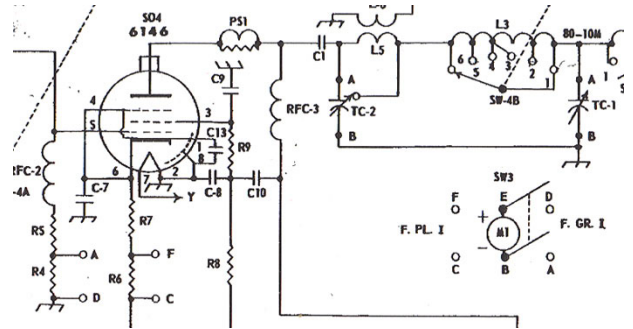 SO4
6146
PS1
L3
80-10M
C9
C1
L5
6 5 4 3 2 1
1
A
A
4
3
SW-4B
5
C13
RFC-3
TC-2
TC-1
1
8
R9
B
B
RFC-2
-4A
6 7 2
C-7
C-8
C10
SW3
Y
F E D
R5
R7
+
A
F
F. PL. I
M1
F. GR. I
R8
−
R4
R6
C B A
D
C